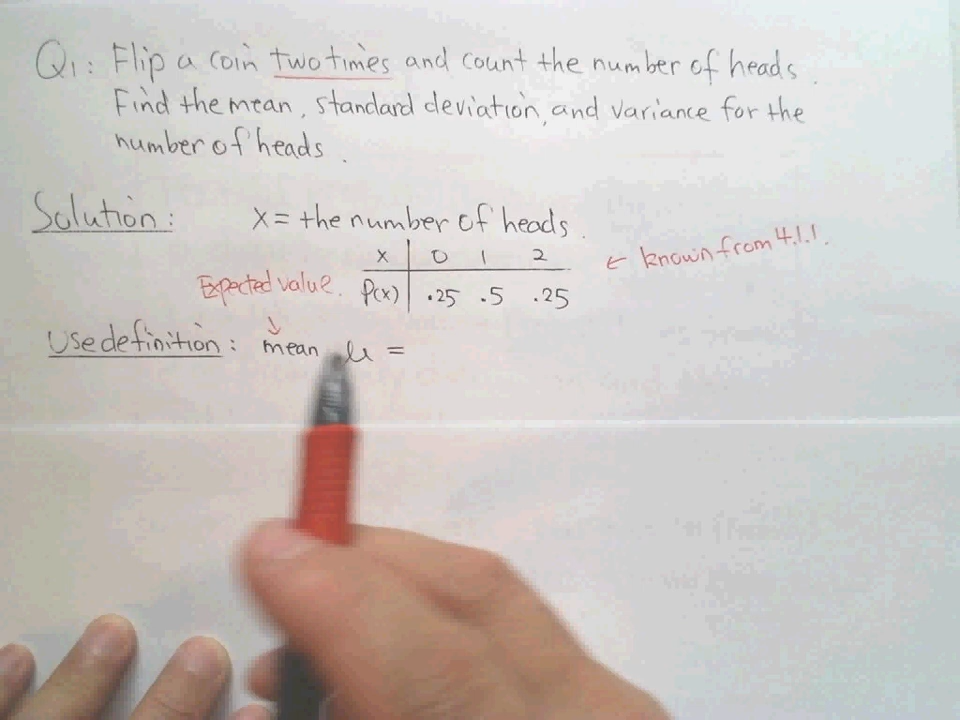 Q1: Flip a coin two times and count the number of heads.
Find the mean, standard deviation, and variance for the
number of heads.
Solution: x = the number of heads.
x 0 1 2
← known from 4.1.1.
Expected value.
P(x) .25 .5 .25
↓
Use definition: mean μ =